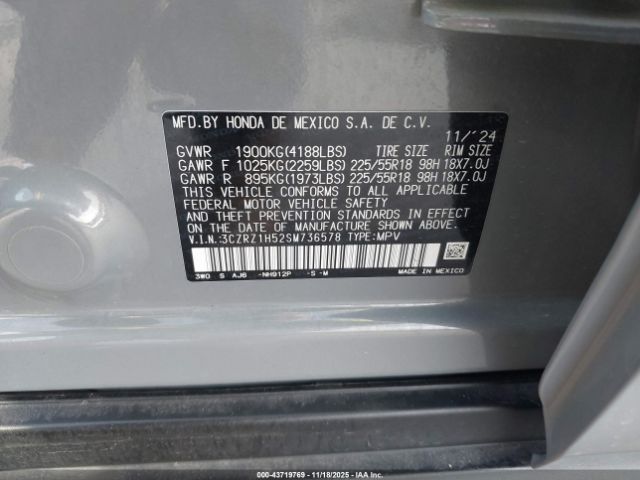 MFD.BY HONDA DE MEXICO S.A. DE C.V.
11/'24
GVWR 1900KG(4188LBS) TIRE SIZE RIM SIZE
GAWR F 1025KG(2259LBS) 225/55R18 98H 18X7.0J
GAWR R 895KG(1973LBS) 225/55R18 98H 18X7.0J
THIS VEHICLE CONFORMS TO ALL APPLICABLE
FEDERAL MOTOR VEHICLE SAFETY
AND THEFT PREVENTION STANDARDS IN EFFECT
ON THE DATE OF MANUFACTURE SHOWN ABOVE.
V.I.N.:3CZRZ1H52SM736578 TYPE:MPV
3W0 S AJ6 -NH912P -S -M MADE IN MEXICO
000-43719769 11/18/2025 IAAI.COM